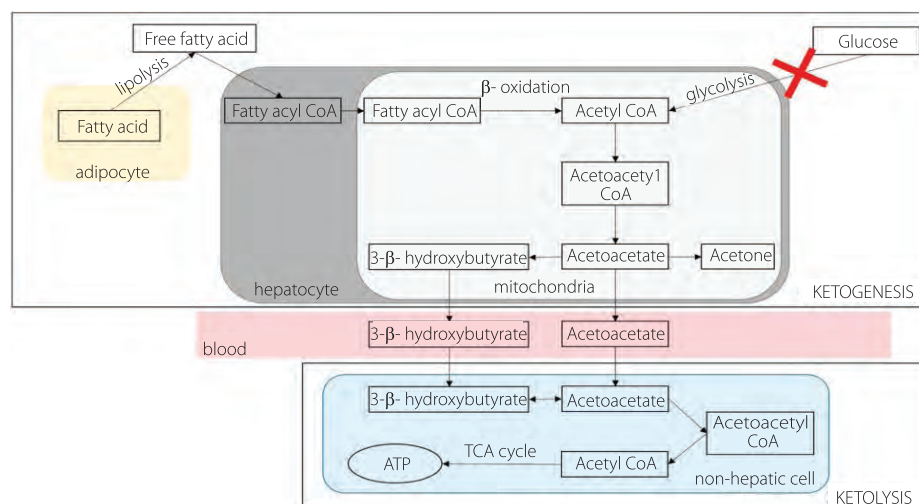 Free fatty acid
Glucose
lipolysis
glycolysis
β- oxidation
Fatty acyl CoA
Fatty acyl CoA
Acetyl CoA
Fatty acid
adipocyte
Acetoacety1
CoA
3-β- hydroxybutyrate
Acetoacetate
Acetone
hepatocyte
mitochondria
KETOGENESIS
3-β- hydroxybutyrate
Acetoacetate
blood
3-β- hydroxybutyrate
Acetoacetate
Acetoacetyl
CoA
TCA cycle
ATP
Acetyl CoA
non-hepatic cell
KETOLYSIS